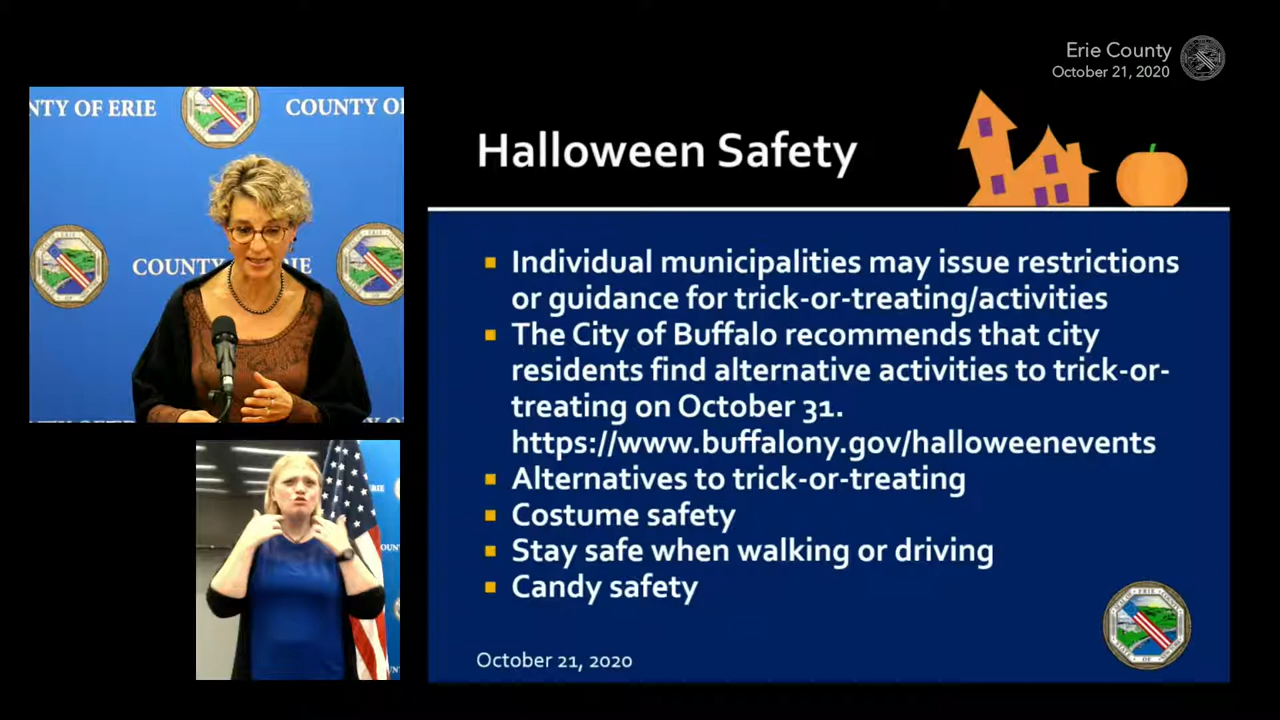 Erie County
October 21, 2020
NTY OF ERIE
COUNTY O
COUNTY OF ERIE
Halloween Safety
Individual municipalities may issue restrictions
or guidance for trick-or-treating/activities
The City of Buffalo recommends that city
residents find alternative activities to trick-or-
treating on October 31.
https://www.buffalony.gov/halloweenevents
Alternatives to trick-or-treating
Costume safety
Stay safe when walking or driving
Candy safety
October 21, 2020